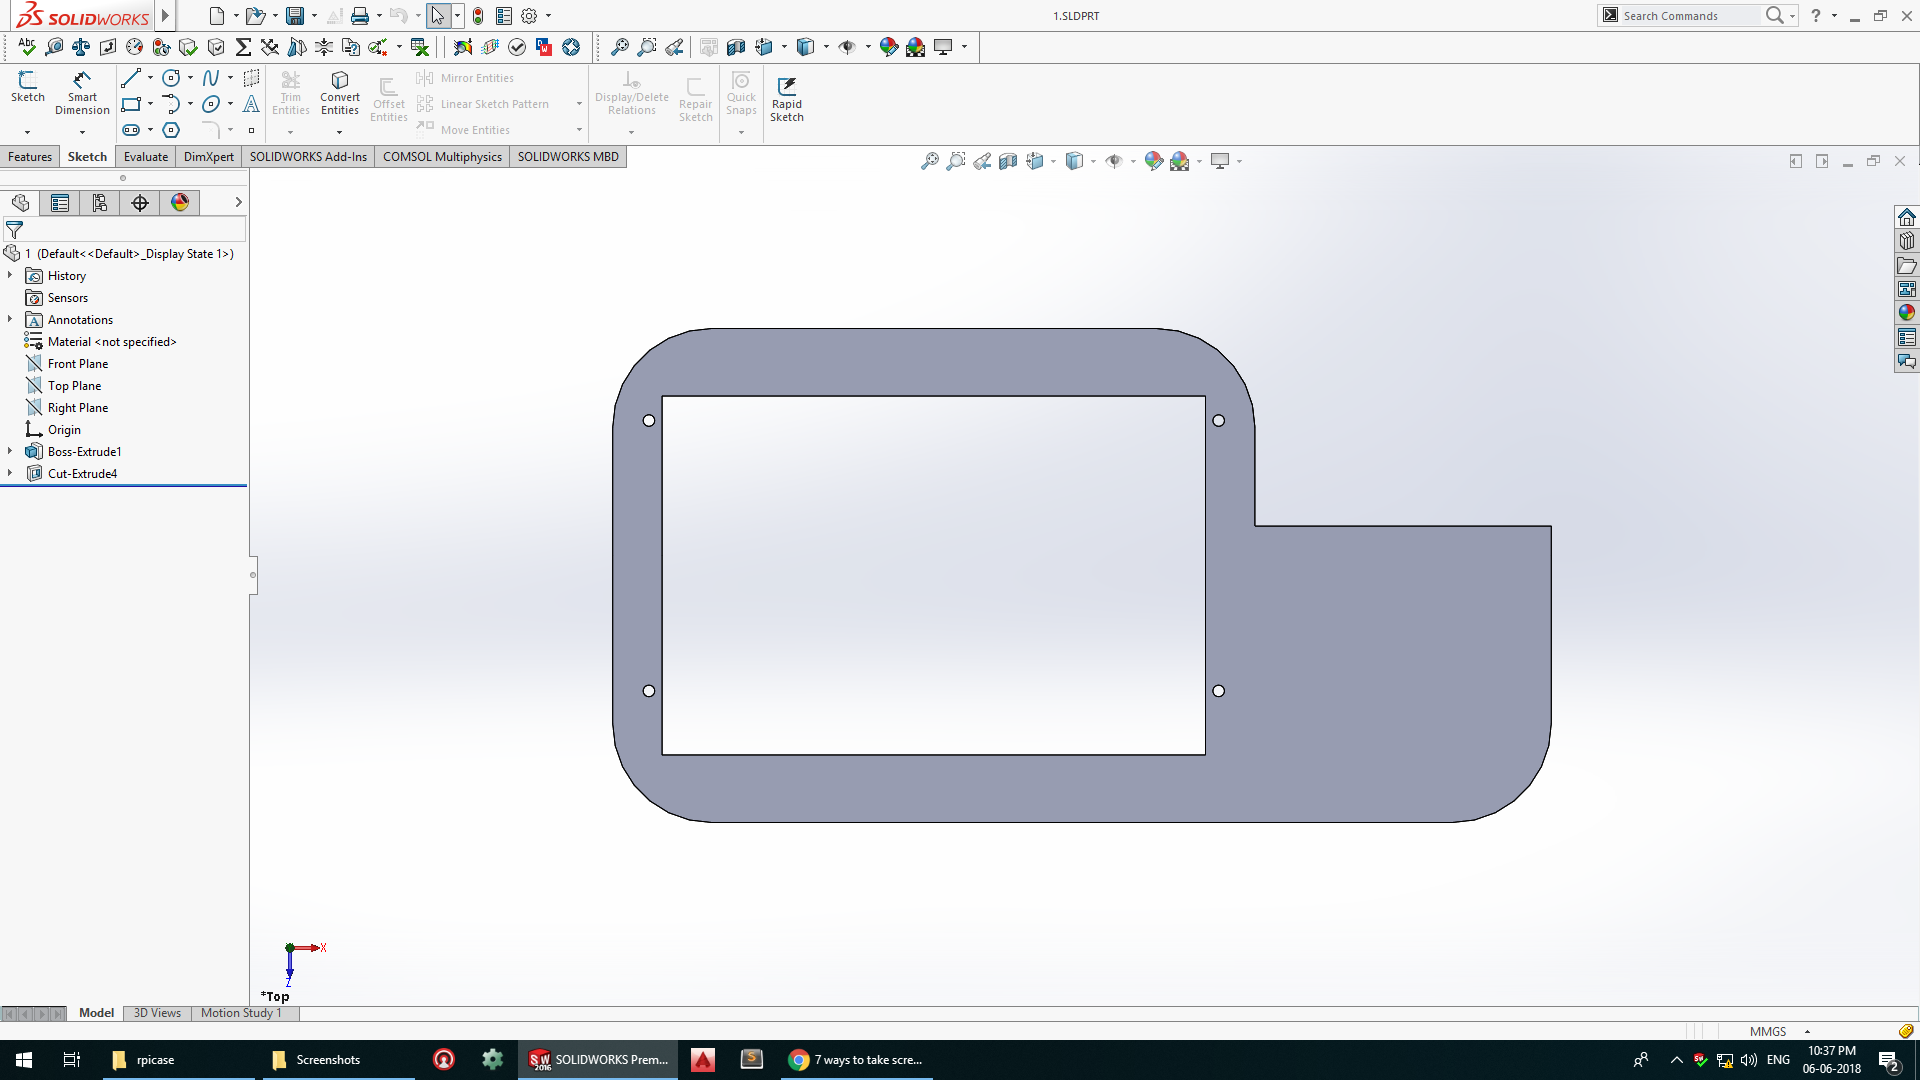 SOLIDWORKS
1.SLDPRT
Search Commands
?
Abc
Sketch
Smart
Dimension
Trim
Entities
Convert
Entities
Offset
Entities
Mirror Entities
Linear Sketch Pattern
Move Entities
Display/Delete
Relations
Repair
Sketch
Quick
Snaps
Rapid
Sketch
Features
Sketch
Evaluate
DimXpert
SOLIDWORKS Add-Ins
COMSOL Multiphysics
SOLIDWORKS MBD
1 (Default<<Default>_Display State 1>)
History
Sensors
Annotations
Material <not specified>
Front Plane
Top Plane
Right Plane
Origin
Boss-Extrude1
Cut-Extrude4
X
Z
*Top
Model
3D Views
Motion Study 1
MMGS
rpicase
Screenshots
SW
2016
SOLIDWORKS Prem...
S
7 ways to take scre...
ENG
10:37 PM
06-06-2018
2